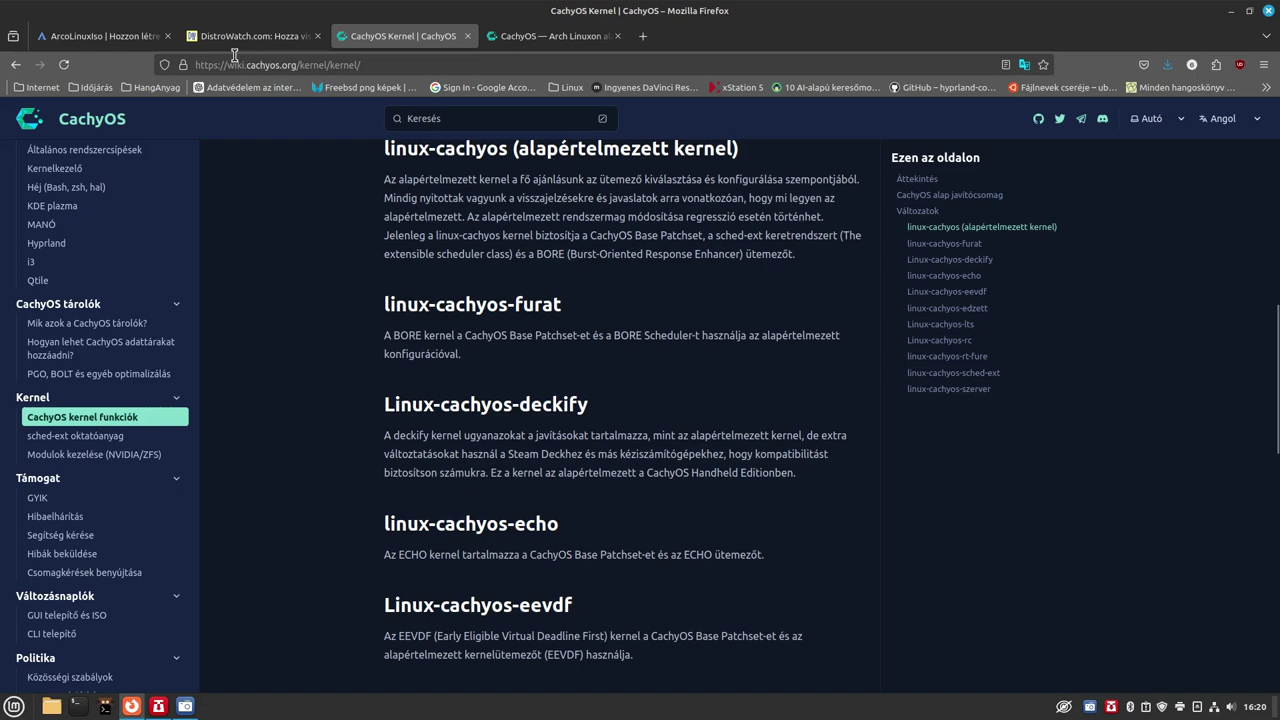 CachyOS Kernel | CachyOS – Mozilla Firefox
ArcoLinuxIso | Hozzon létre
DistroWatch.com: Hozza vis
CachyOS Kernel | CachyOS
CachyOS — Arch Linuxon al
https://wiki.cachyos.org/kernel/kernel/
Internet
Időjárás
HangAnyag
Adatvédelem az inter…
Freebsd png képek | …
Sign In - Google Acco…
Linux
Ingyenes DaVinci Res…
xStation 5
10 AI-alapú keresőmo…
GitHub – hyprland-co…
Fájlnevek cseréje – ub…
Minden hangoskönyv …
CachyOS
Keresés
Autó
Angol
Általános rendszercsípések
Kernelkezelő
Héj (Bash, zsh, hal)
KDE plazma
MANÓ
Hyprland
i3
Qtile
CachyOS tárolók
Mik azok a CachyOS tárolók?
Hogyan lehet CachyOS adattárakat
hozzáadni?
PGO, BOLT és egyéb optimalizálás
Kernel
CachyOS kernel funkciók
sched-ext oktatóanyag
Modulok kezelése (NVIDIA/ZFS)
Támogat
GYIK
Hibaelhárítás
Segítség kérése
Hibák beküldése
Csomagkérések benyújtása
Változásnaplók
GUI telepítő és ISO
CLI telepítő
Politika
Közösségi szabályok
linux-cachyos (alapértelmezett kernel)
Az alapértelmezett kernel a fő ajánlásunk az ütemező kiválasztása és konfigurálása szempontjából.
Mindig nyitottak vagyunk a visszajelzésekre és javaslatok arra vonatkozóan, hogy mi legyen az
alapértelmezett. Az alapértelmezett rendszermag módosítása regresszió esetén történhet.
Jelenleg a linux-cachyos kernel biztosítja a CachyOS Base Patchset, a sched-ext keretrendszert (The
extensible scheduler class) és a BORE (Burst-Oriented Response Enhancer) ütemezőt.
linux-cachyos-furat
A BORE kernel a CachyOS Base Patchset-et és a BORE Scheduler-t használja az alapértelmezett
konfigurációval.
Linux-cachyos-deckify
A deckify kernel ugyanazokat a javításokat tartalmazza, mint az alapértelmezett kernel, de extra
változtatásokat használ a Steam Deckhez és más kéziszámítógépekhez, hogy kompatibilitást
biztosítson számukra. Ez a kernel az alapértelmezett a CachyOS Handheld Editionben.
linux-cachyos-echo
Az ECHO kernel tartalmazza a CachyOS Base Patchset-et és az ECHO ütemezőt.
Linux-cachyos-eevdf
Az EEVDF (Early Eligible Virtual Deadline First) kernel a CachyOS Base Patchset-et és az
alapértelmezett kernelütemezőt (EEVDF) használja.
Ezen az oldalon
Áttekintés
CachyOS alap javítócsomag
Változatok
linux-cachyos (alapértelmezett kernel)
linux-cachyos-furat
Linux-cachyos-deckify
linux-cachyos-echo
Linux-cachyos-eevdf
linux-cachyos-edzett
Linux-cachyos-lts
Linux-cachyos-rc
linux-cachyos-rt-fure
linux-cachyos-sched-ext
linux-cachyos-szerver
16:20